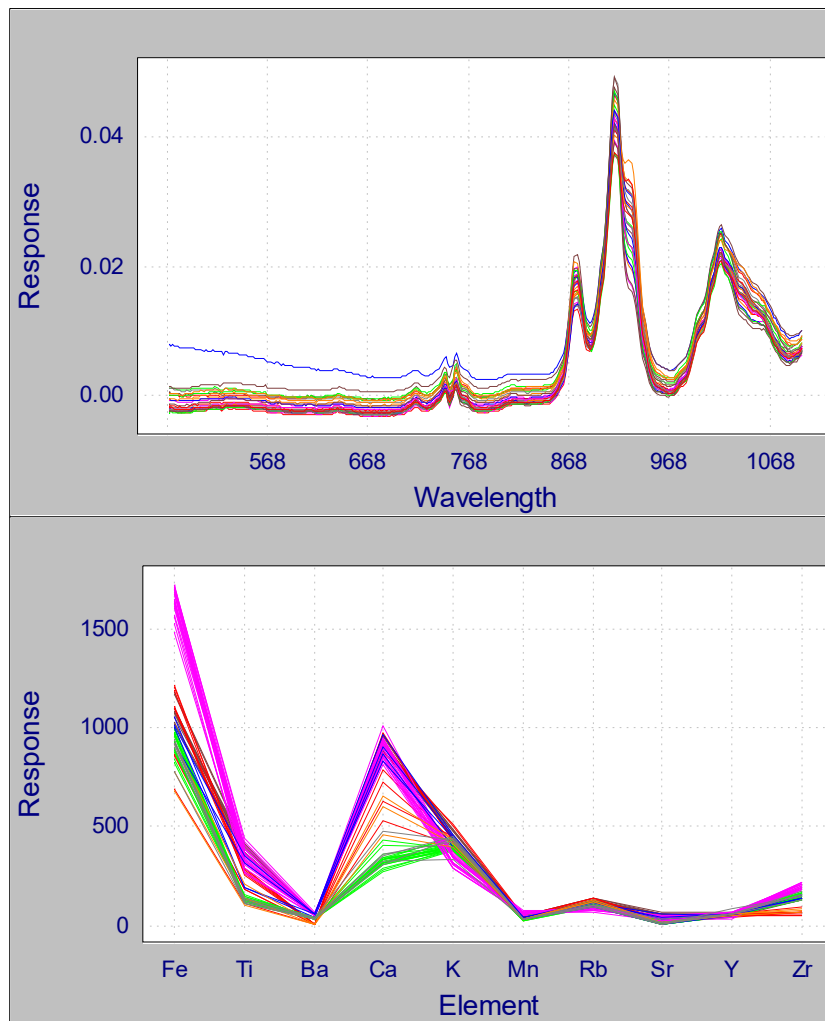 Response
0.04
0.02
0.00
568 668 768 868 968 1068
Wavelength
Response
1500
1000
500
0
Fe Ti Ba Ca K Mn Rb Sr Y Zr
Element